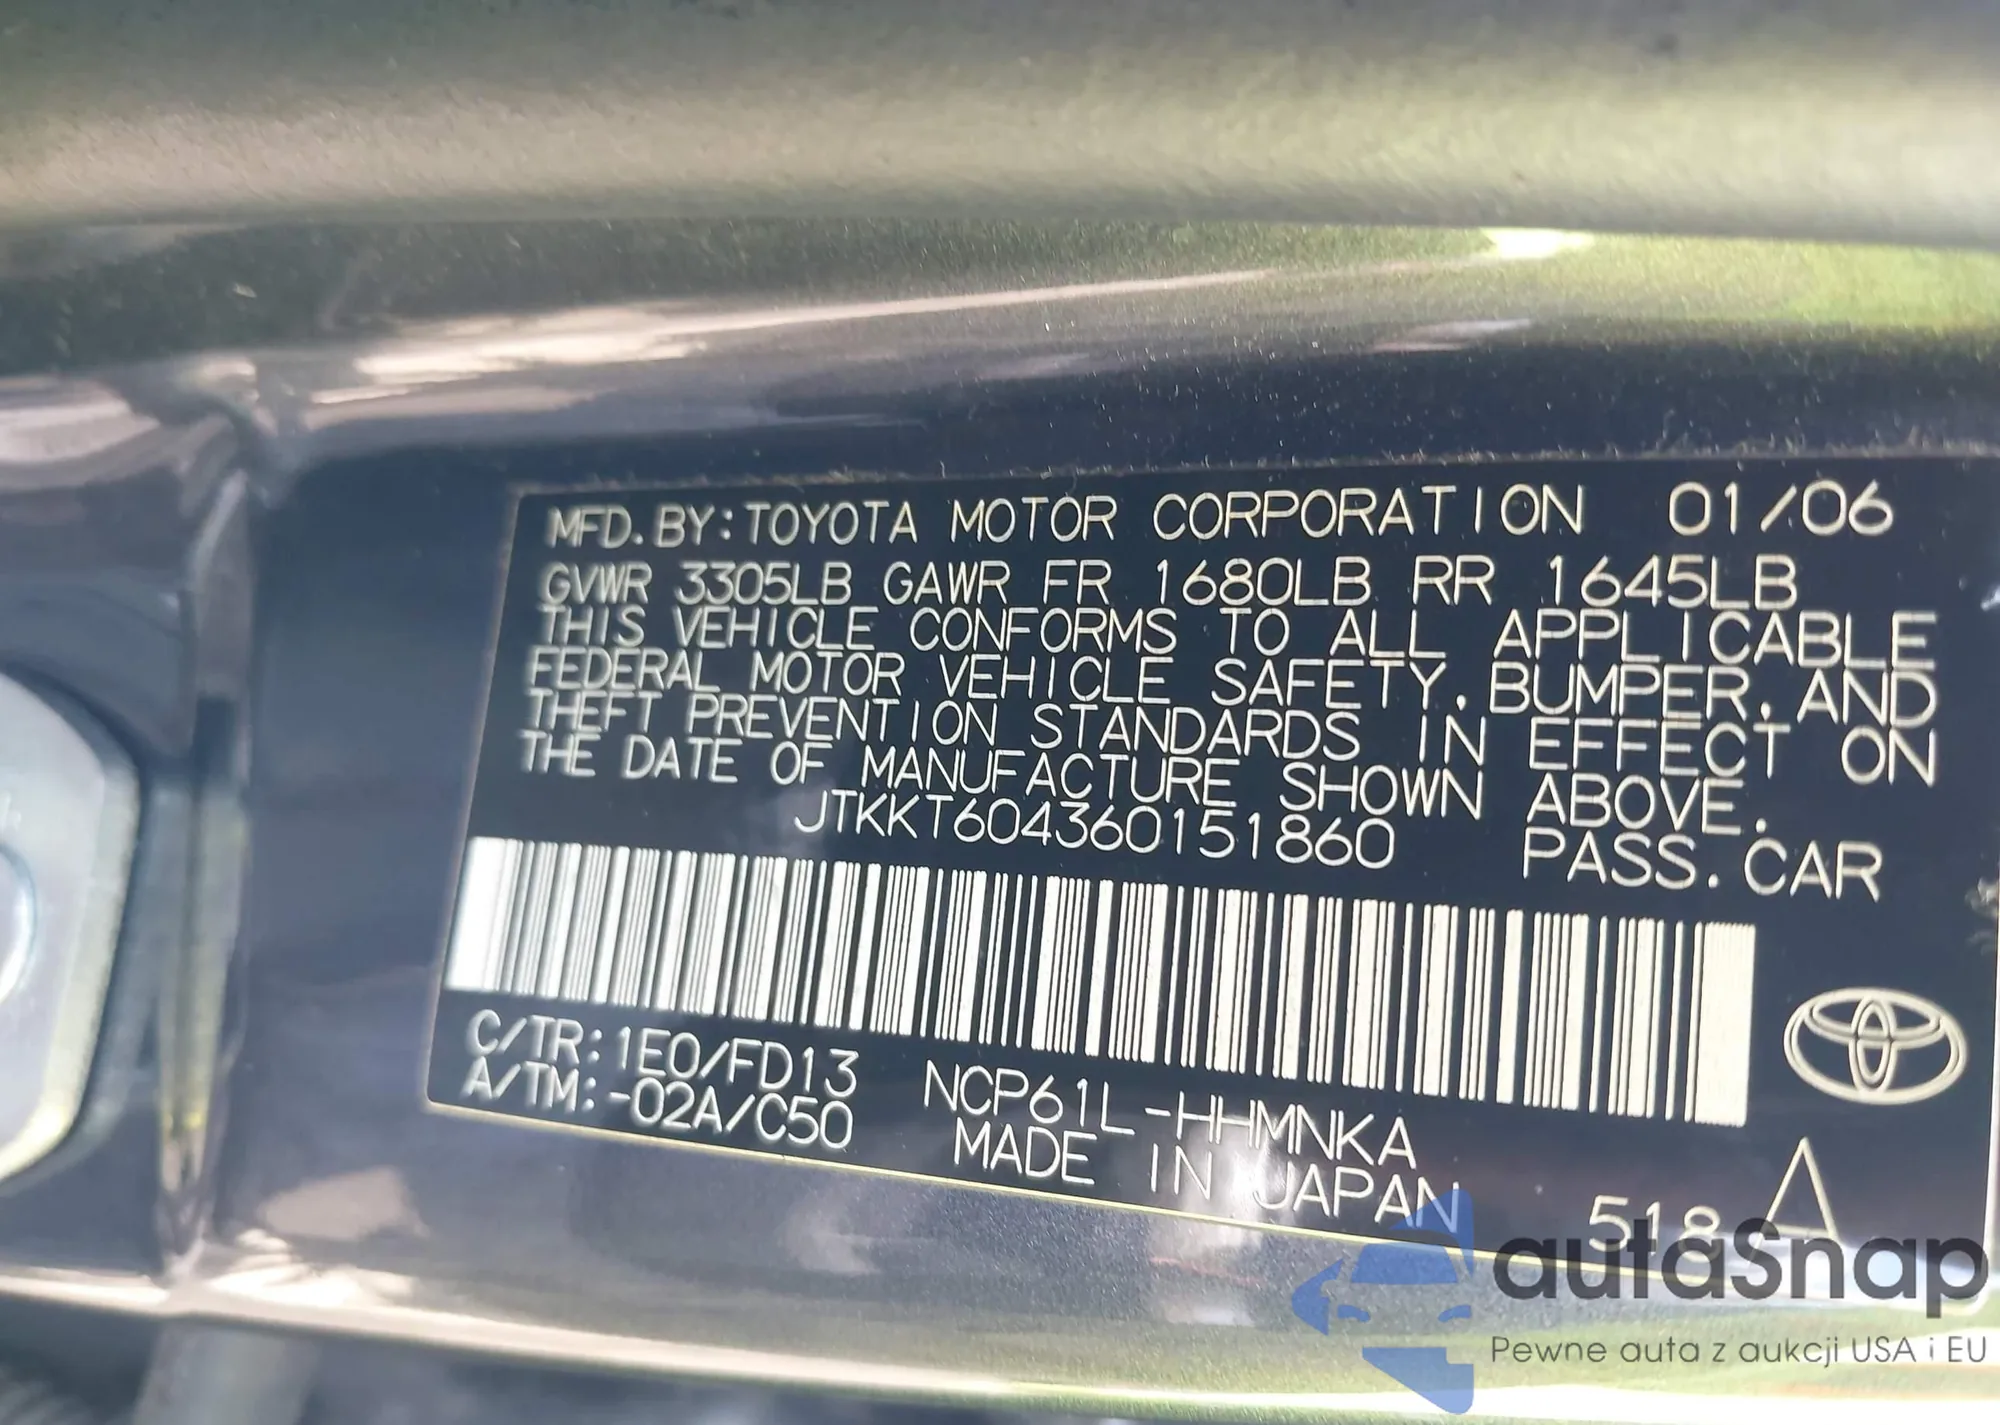 MFD. BY: TOYOTA MOTOR CORPORATION 01/06
GVWR 3305LB GAWR FR 1680LB RR 1645LB
THIS VEHICLE CONFORMS TO ALL APPLICABLE
FEDERAL MOTOR VEHICLE SAFETY, BUMPER, AND
THEFT PREVENTION STANDARDS IN EFFECT ON
THE DATE OF MANUFACTURE SHOWN ABOVE.
JTKKT604360151860 PASS. CAR
C/TR: 1E0/FD13 NCP61L-HHMNKA
A/TM: -02A/C50 MADE IN JAPAN 518
autaSnap
Pewne auta z aukcji USA i EU